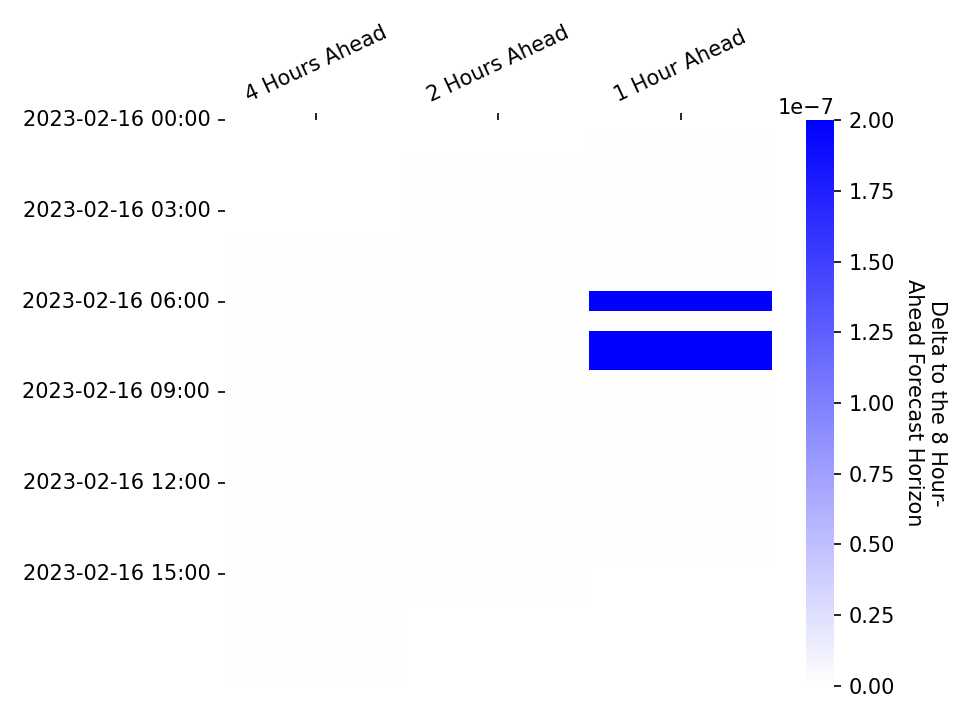 4 Hours Ahead
2 Hours Ahead
1 Hour Ahead
1e−7
2023-02-16 00:00
2023-02-16 03:00
2023-02-16 06:00
2023-02-16 09:00
2023-02-16 12:00
2023-02-16 15:00
2.00
1.75
1.50
1.25
1.00
0.75
0.50
0.25
0.00
Delta to the 8 Hour-
Ahead Forecast Horizon